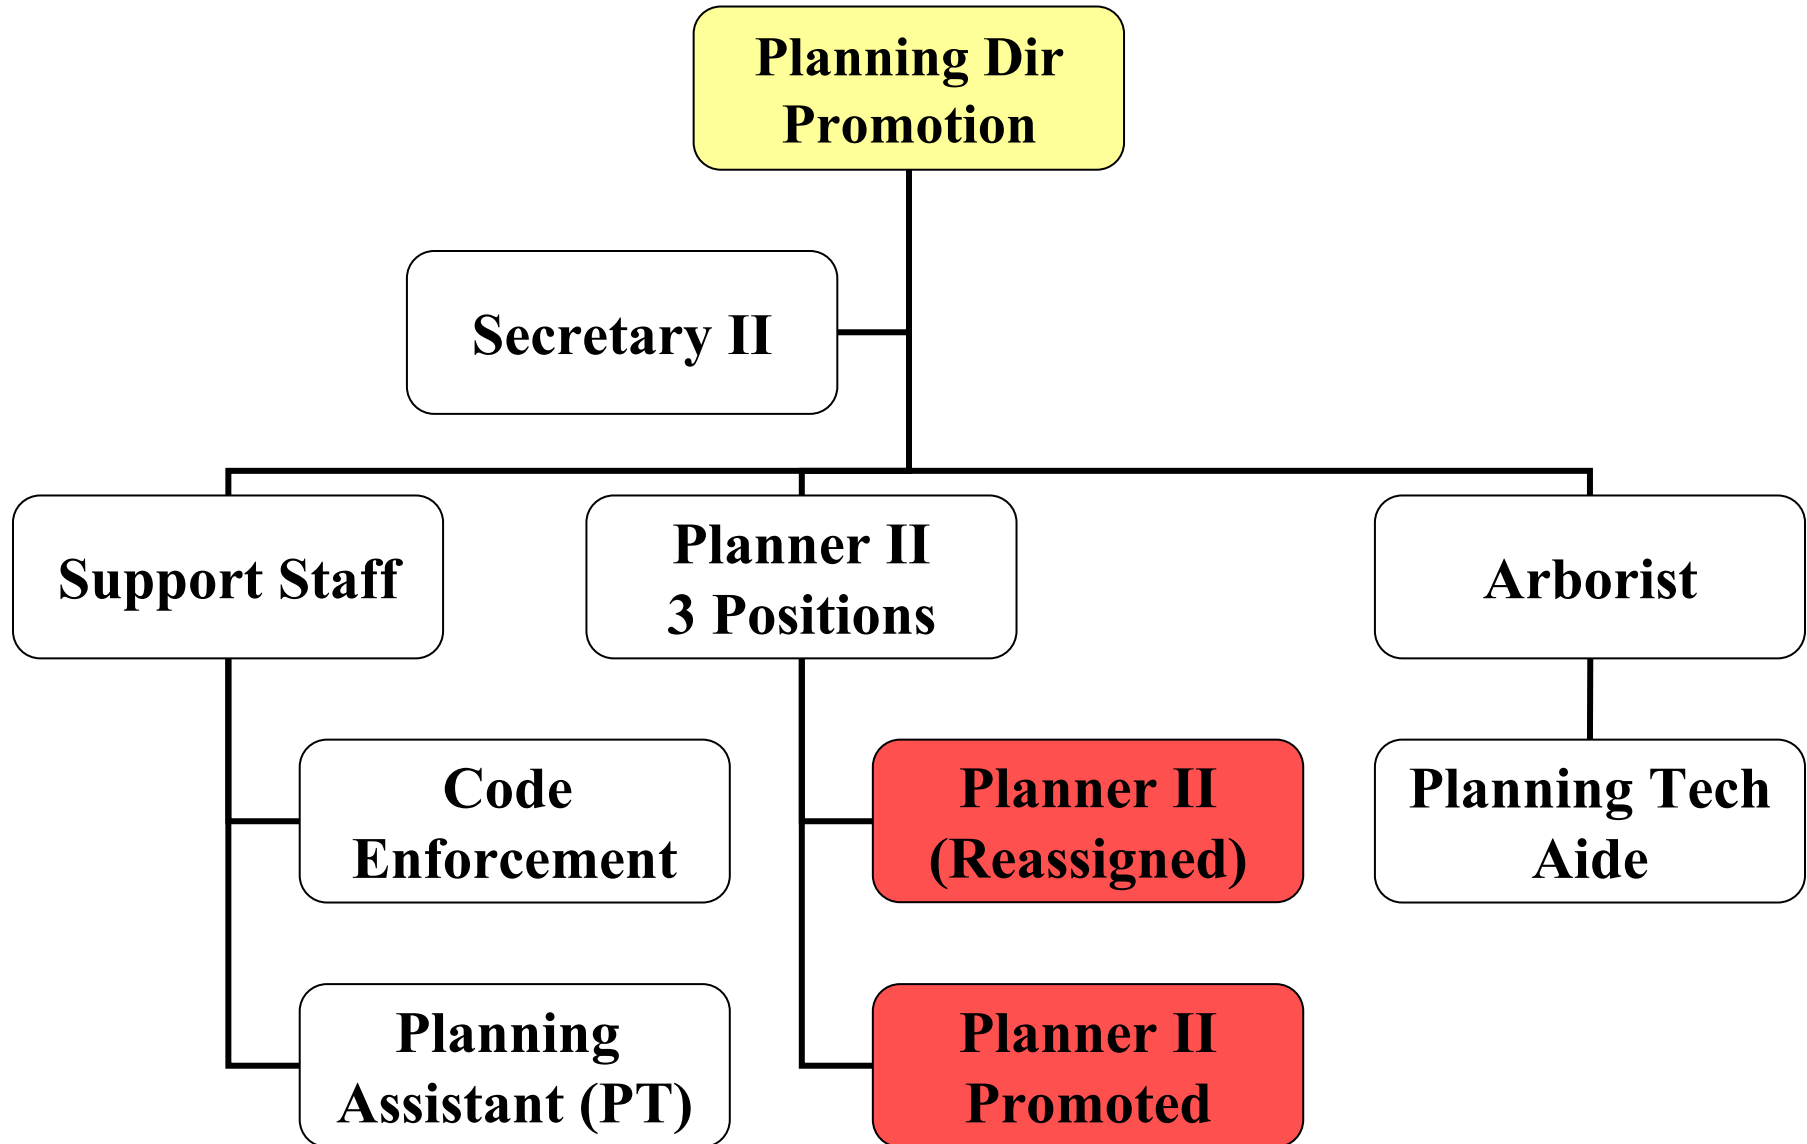 Planning Dir
Promotion
Secretary II
Support Staff
Planner II
3 Positions
Arborist
Code
Enforcement
Planner II
(Reassigned)
Planning Tech
Aide
Planning
Assistant (PT)
Planner II
Promoted